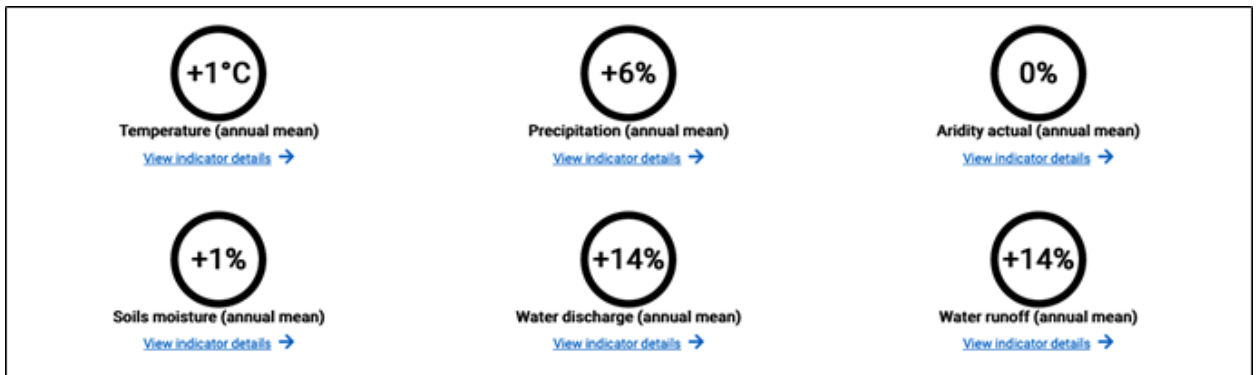 +1°C
+6%
0%
Temperature (annual mean)
Precipitation (annual mean)
Aridity actual (annual mean)
View indicator details →
View indicator details →
View indicator details →
+1%
+14%
+14%
Soils moisture (annual mean)
Water discharge (annual mean)
Water runoff (annual mean)
View indicator details →
View indicator details →
View indicator details →